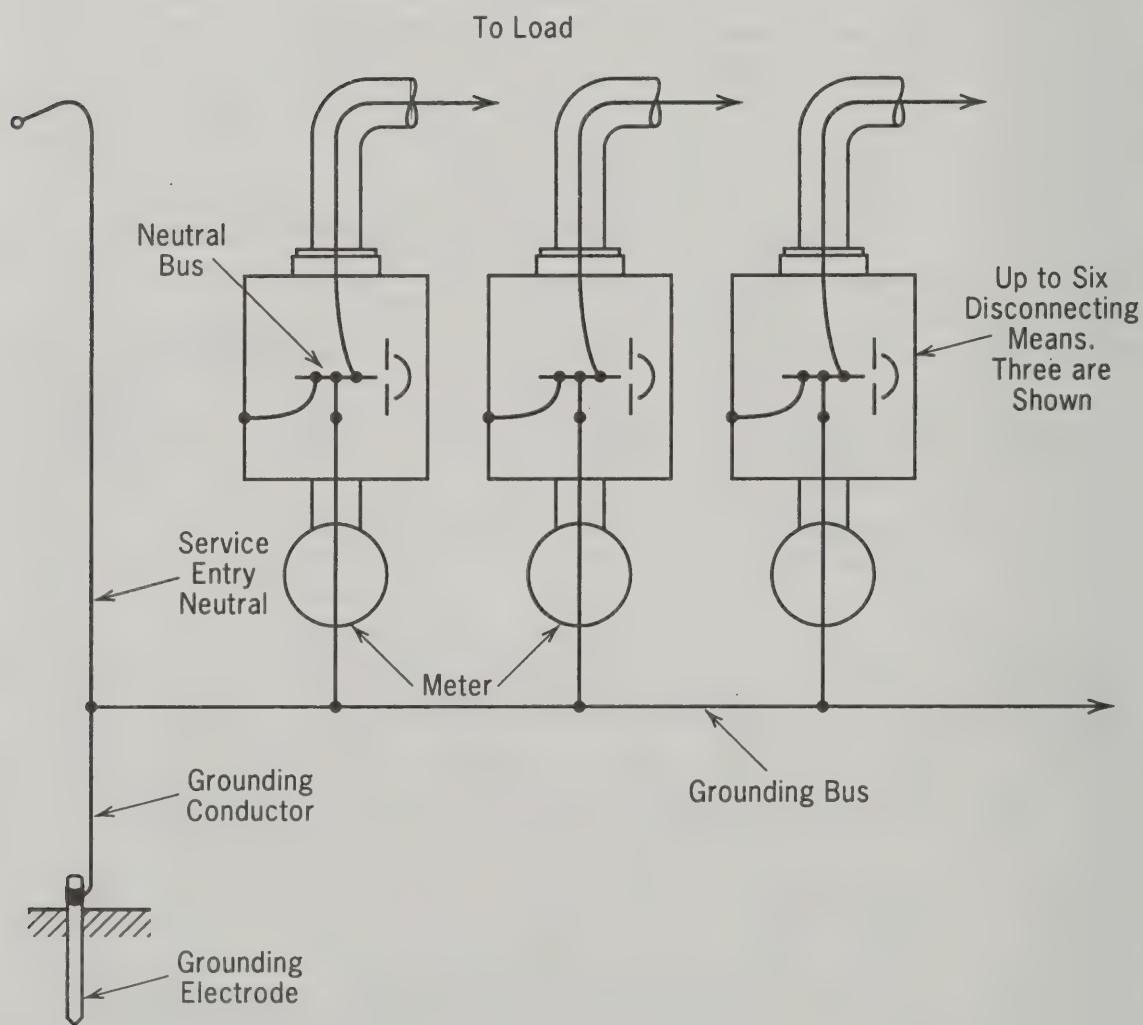 To Load
Neutral
Bus
Up to Six
Disconnecting
Means.
Three are
Shown
Service
Entry
Neutral
Meter
Grounding
Conductor
Grounding Bus
Grounding
Electrode